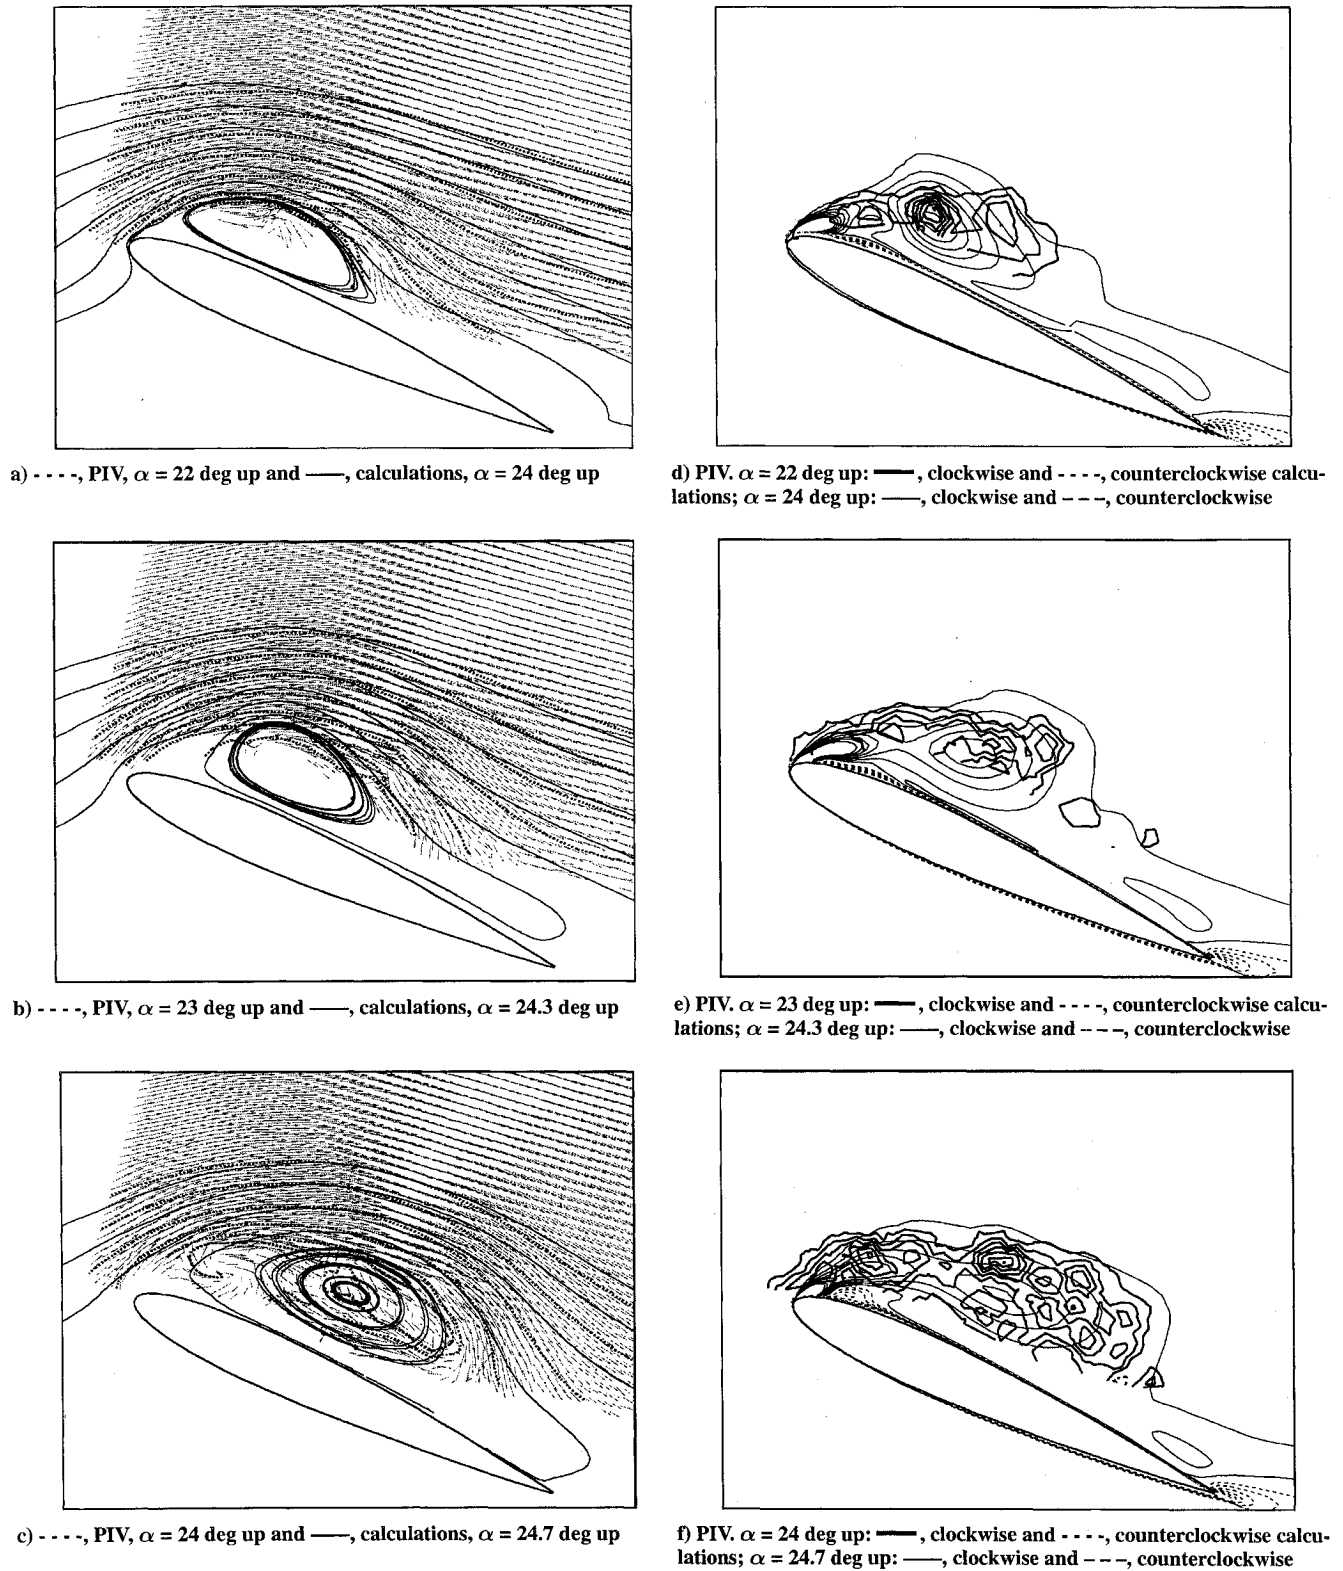 a) - - - -, PIV, α = 22 deg up and ——, calculations, α = 24 deg up
d) PIV. α = 22 deg up: ——, clockwise and - - - -, counterclockwise calcu-
lations; α = 24 deg up: ——, clockwise and – – –, counterclockwise
b) - - - -, PIV, α = 23 deg up and ——, calculations, α = 24.3 deg up
e) PIV. α = 23 deg up: ——, clockwise and - - - -, counterclockwise calcu-
lations; α = 24.3 deg up: ——, clockwise and – – –, counterclockwise
c) - - - -, PIV, α = 24 deg up and ——, calculations, α = 24.7 deg up
f) PIV. α = 24 deg up: ——, clockwise and - - - -, counterclockwise calcu-
lations; α = 24.7 deg up: ——, clockwise and – – –, counterclockwise